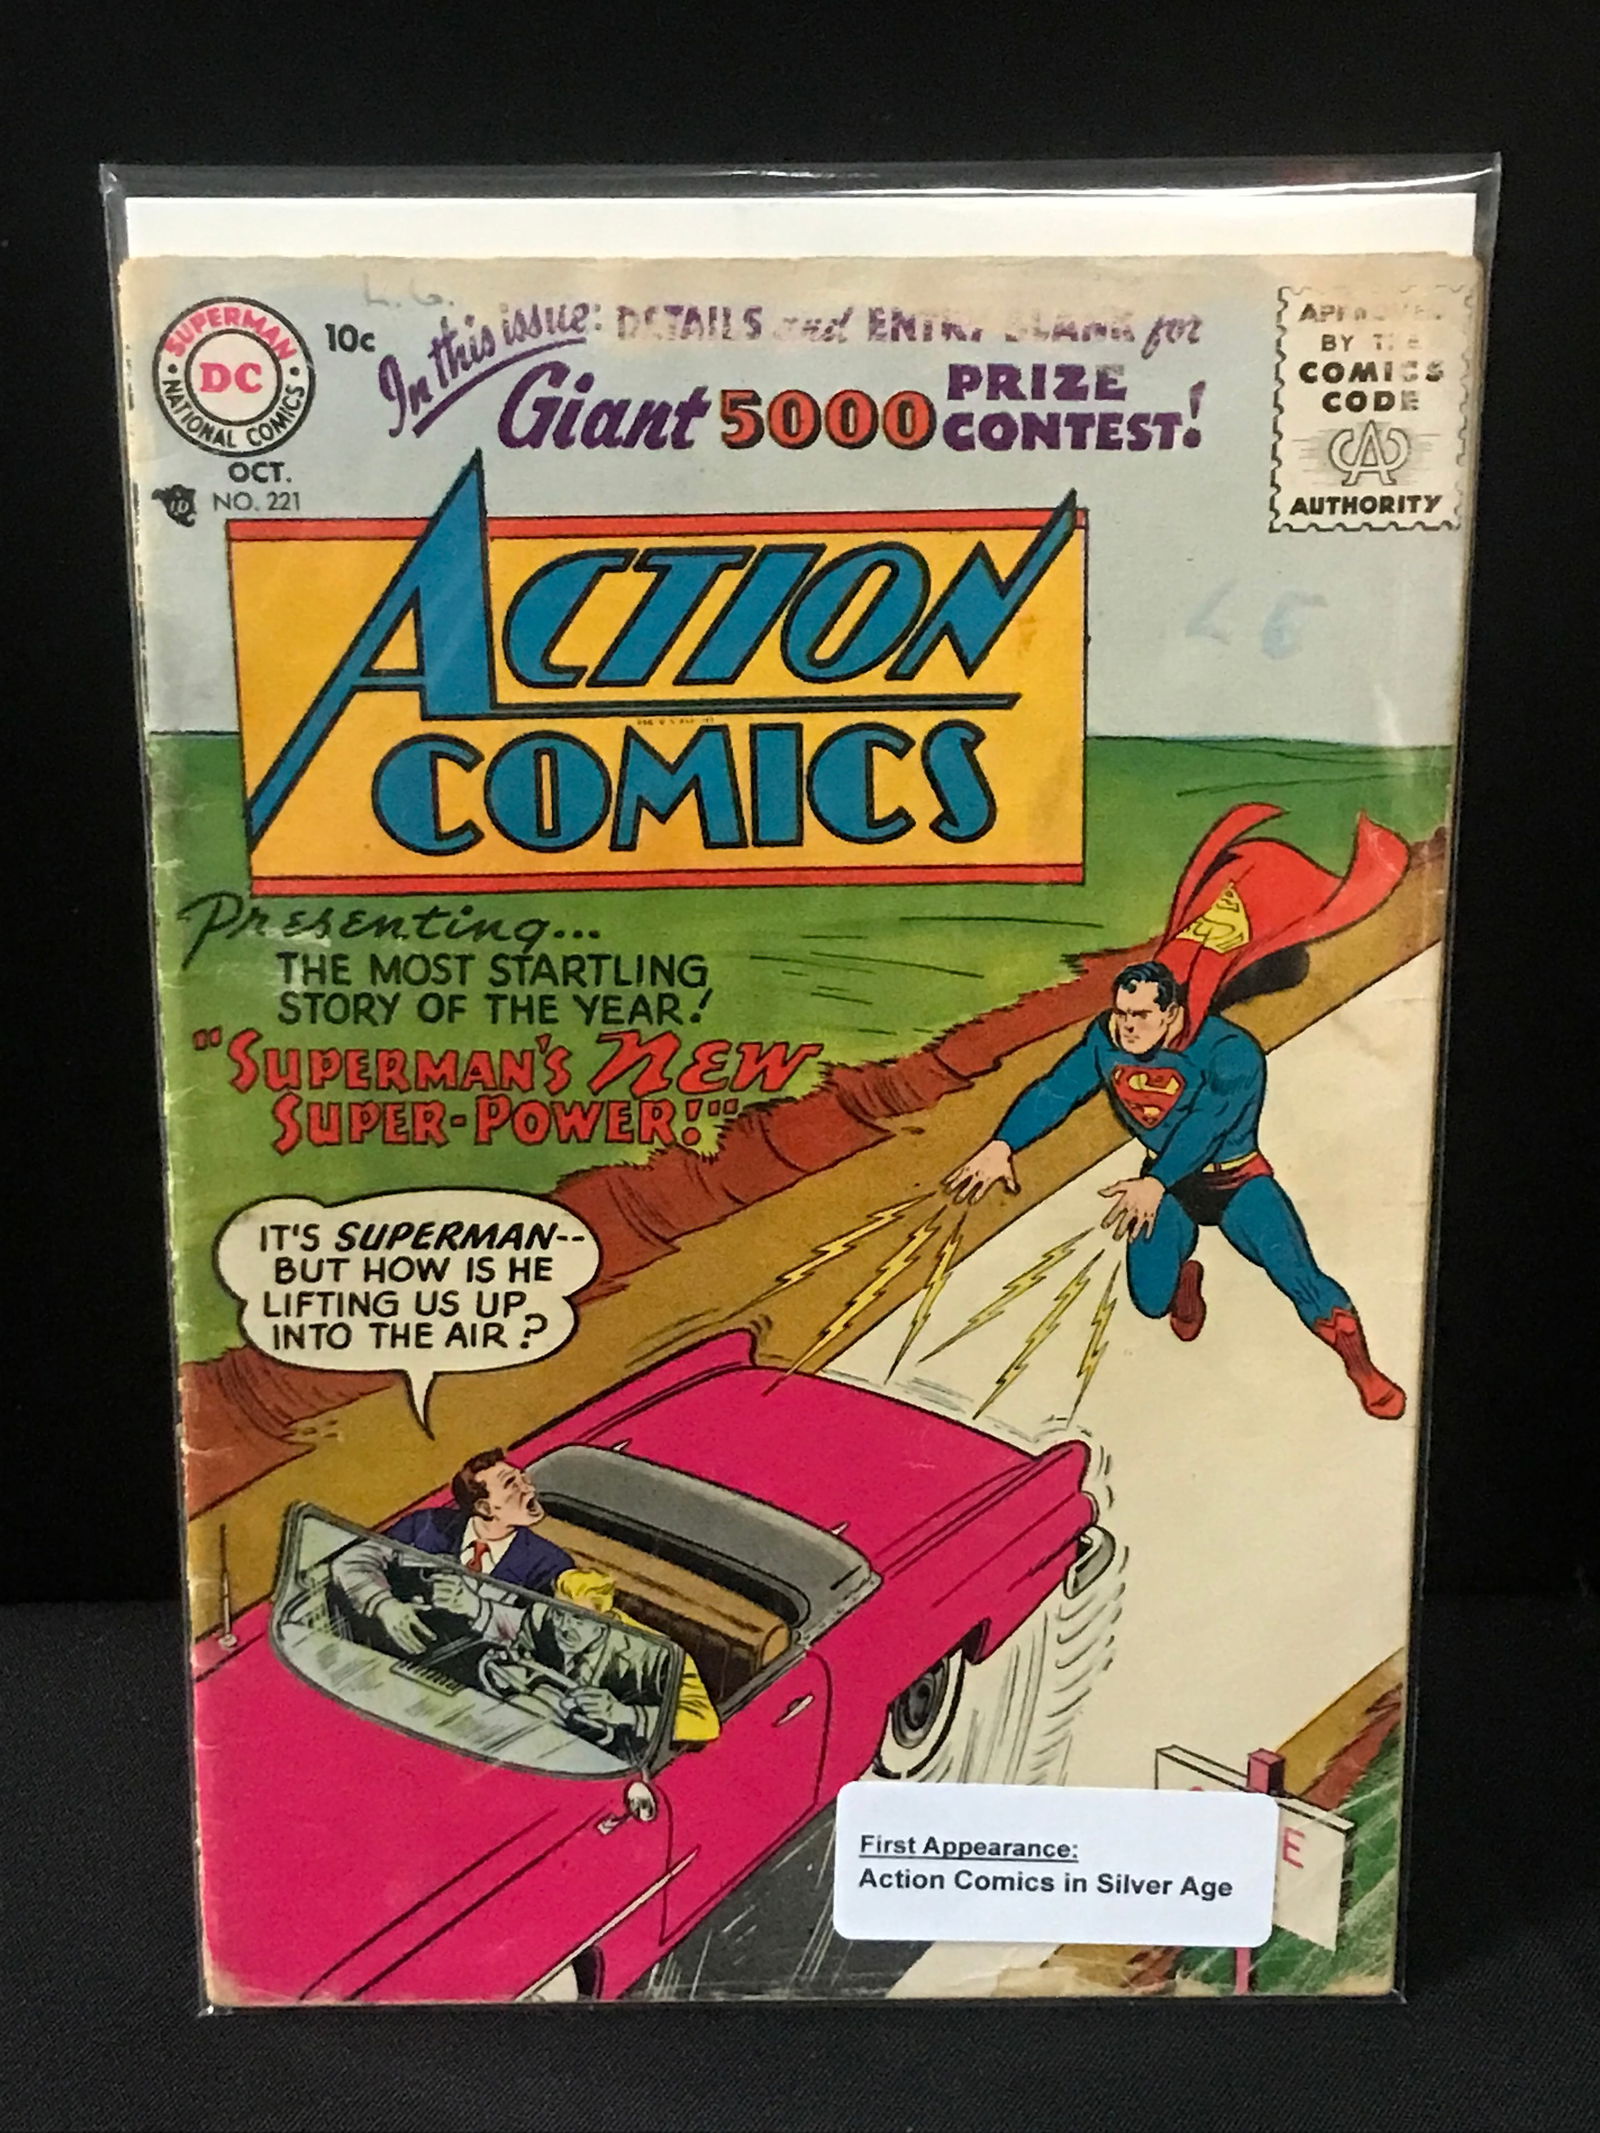 L.G.
SUPERMAN
DC
NATIONAL COMICS
10c
OCT.
NO. 221
In this issue: DETAILS and ENTRY BLANK for
Giant 5000 PRIZE CONTEST!
APPROVED
BY THE
COMICS
CODE
CA
AUTHORITY
ACTION
COMICS
Presenting...
THE MOST STARTLING
STORY OF THE YEAR!
"SUPERMAN'S NEW
SUPER-POWER!"
S
S
IT'S SUPERMAN--
BUT HOW IS HE
LIFTING US UP
INTO THE AIR?
First Appearance:
Action Comics in Silver Age
E